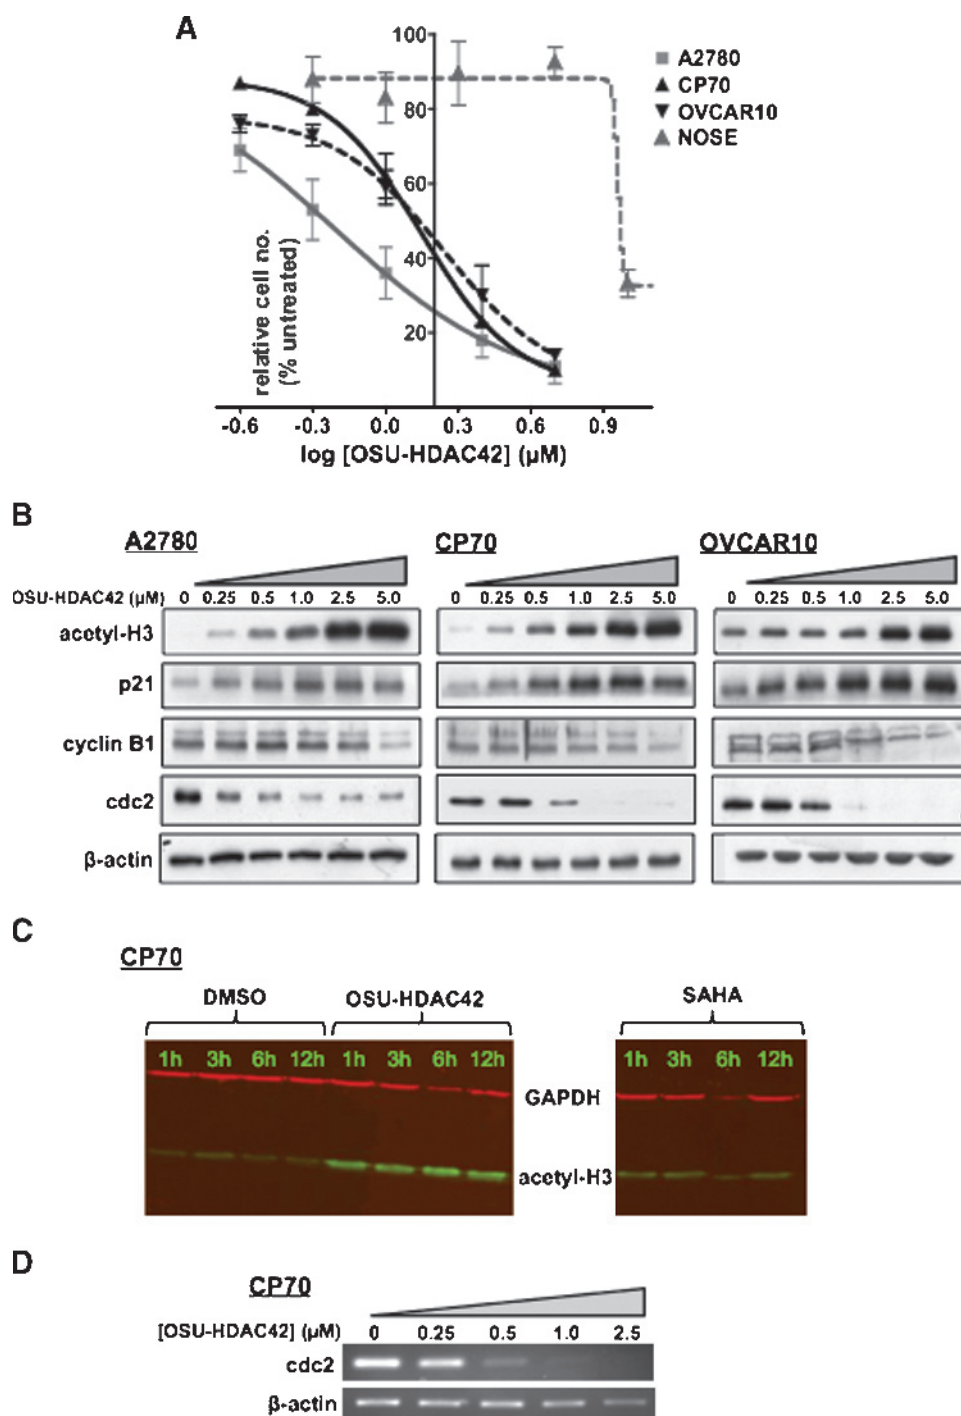 A
100
80
60
40
20
relative cell no.
(% untreated)
A2780
CP70
OVCAR10
NOSE
-0.6 -0.3 0.0 0.3 0.6 0.9
log [OSU-HDAC42] (µM)
B
A2780 CP70 OVCAR10
OSU-HDAC42 (µM) 0 0.25 0.5 1.0 2.5 5.0 0 0.25 0.5 1.0 2.5 5.0 0 0.25 0.5 1.0 2.5 5.0
acetyl-H3
p21
cyclin B1
cdc2
β-actin
C
CP70
DMSO OSU-HDAC42 SAHA
1h 3h 6h 12h 1h 3h 6h 12h 1h 3h 6h 12h
GAPDH
acetyl-H3
D
CP70
[OSU-HDAC42] (µM) 0 0.25 0.5 1.0 2.5
cdc2
β-actin